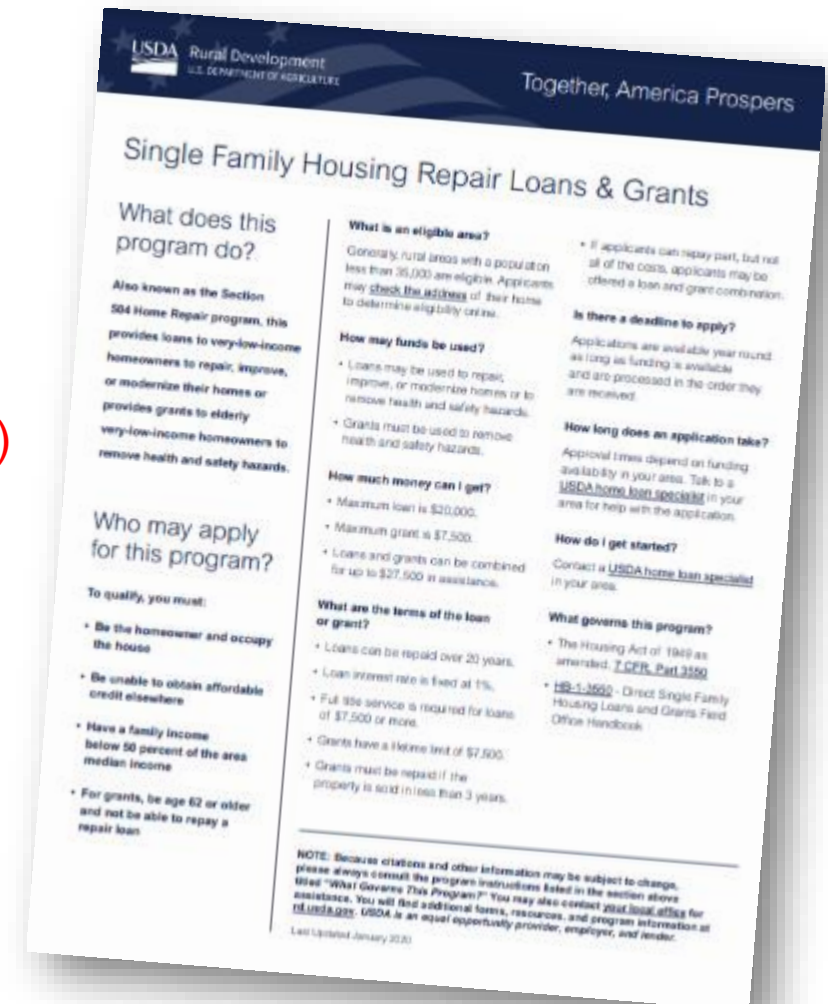 USDA Rural Development
U.S. DEPARTMENT OF AGRICULTURE
Together, America Prospers
Single Family Housing Repair Loans & Grants
What does this
program do?
Also known as the Section
504 Home Repair program, this
provides loans to very-low-income
homeowners to repair, improve,
or modernize their homes or
provides grants to elderly
very-low-income homeowners to
remove health and safety hazards.
Who may apply
for this program?
To qualify, you must:
• Be the homeowner and occupy
the house
• Be unable to obtain affordable
credit elsewhere
• Have a family income
below 50 percent of the area
median income
• For grants, be age 62 or older
and not be able to repay a
repair loan
What is an eligible area?
Generally, rural areas with a population
less than 35,000 are eligible. Applicants
may check the address of their home
to determine eligibility online.
How may funds be used?
• Loans may be used to repair,
improve, or modernize homes or to
remove health and safety hazards.
• Grants must be used to remove
health and safety hazards.
How much money can I get?
• Maximum loan is $20,000.
• Maximum grant is $7,500.
• Loans and grants can be combined
for up to $27,500 in assistance.
What are the terms of the loan
or grant?
• Loans can be repaid over 20 years.
• Loan interest rate is fixed at 1%.
• Full title service is required for loans
of $7,500 or more.
• Grants have a lifetime limit of $7,500.
• Grants must be repaid if the
property is sold in less than 3 years.
• If applicants can repay part, but not
all of the costs, applicants may be
offered a loan and grant combination.
Is there a deadline to apply?
Applications are available year round
as long as funding is available
and are processed in the order they
are received.
How long does an application take?
Approval times depend on funding
availability in your area. Talk to a
USDA home loan specialist in your
area for help with the application.
How do I get started?
Contact a USDA home loan specialist
in your area.
What governs this program?
• The Housing Act of 1949 as
amended, 7 CFR, Part 3550
• HB-1-3550 - Direct Single Family
Housing Loans and Grants Field
Office Handbook
NOTE: Because citations and other information may be subject to change,
please always consult the program instructions listed in the section above
titled "What Governs This Program?" You may also contact your local office for
assistance. You will find additional forms, resources, and program information at
rd.usda.gov. USDA is an equal opportunity provider, employer, and lender.
Last Updated January 2020
)